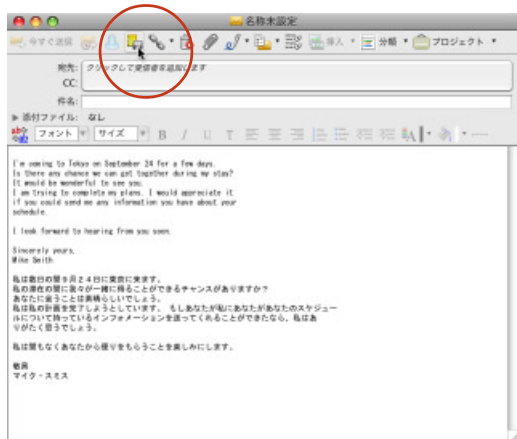 名称未設定
今すぐ送信
挿入
分類
プロジェクト
宛先: クリックして受信者を追加します
CC:
件名:
添付ファイル: なし
フォント サイズ B I U T
I'm coming to Tokyo on September 24 for a few days.
Is there any chance we can get together during my stay?
It would be wonderful to see you.
I am trying to complete my plans. I would appreciate it
if you could send me any information you have about your
schedule.
I look forward to hearing from you soon.
Sincerely yours,
Mike Smith
私は数日の間９月２４日に東京に来ます。
私の滞在の間に我々が一緒に得ることができるチャンスがありますか？
あなたに会うことは素晴らしいでしょう。
私は私の計画を完了しようとしています。 もしあなたが私にあなたがあなたのスケジュー
ルについて持っているインフォメーションを送ってくれることができたなら、私はあ
りがたく思うでしょう。
私は間もなくあなたから便りをもらうことを楽しみにします。
敬具
マイク・スミス